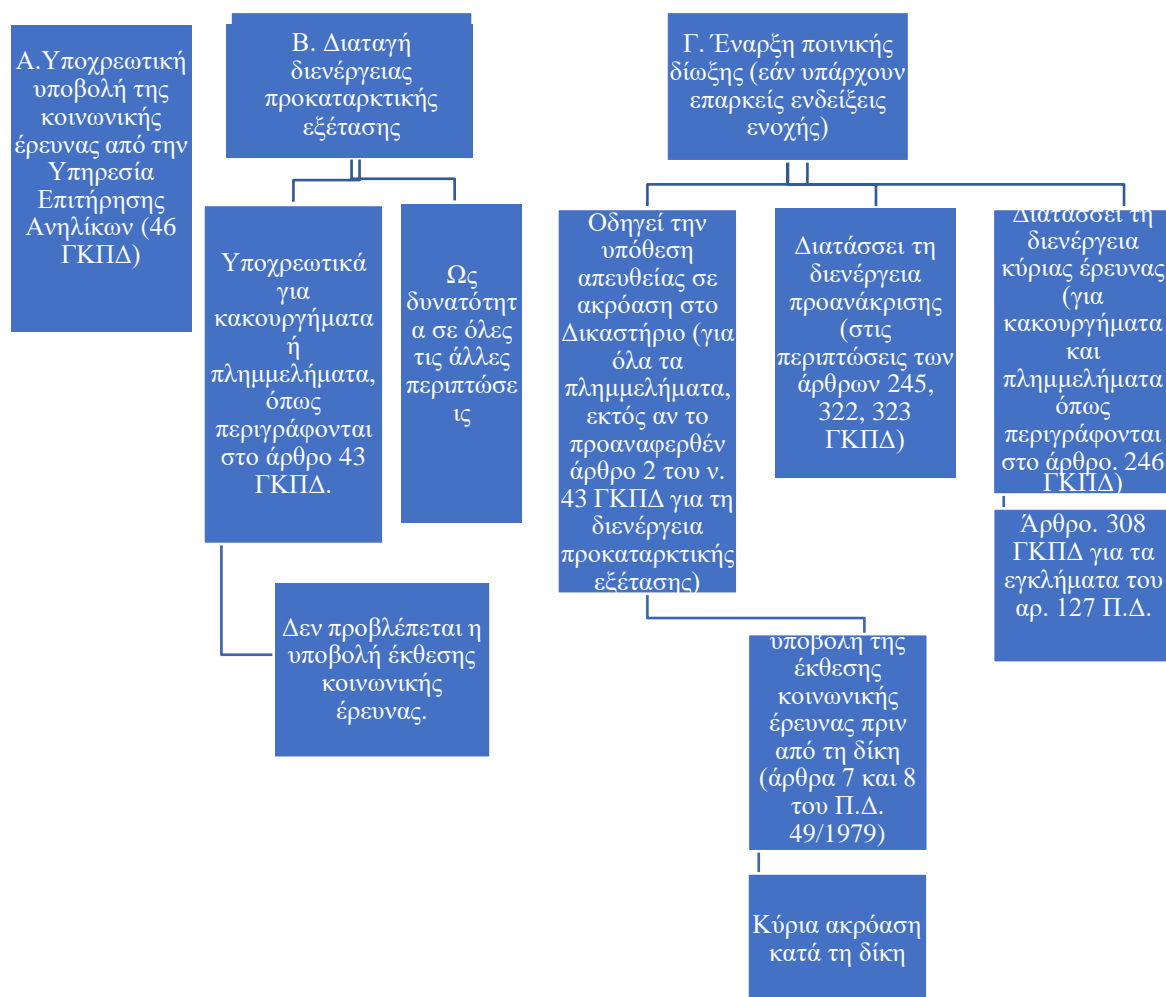 Α.Υποχρεωτική
υποβολή της
κοινωνικής
έρευνας από την
Υπηρεσία
Επιτήρησης
Ανηλίκων (46
ΓΚΠΔ)
Β. Διαταγή
διενέργειας
προκαταρκτικής
εξέτασης
Υποχρεωτικά
για
κακουργήματα
ή
πλημμελήματα,
όπως
περιγράφονται
στο άρθρο 43
ΓΚΠΔ.
Ως
δυνατότητ
α σε όλες
τις άλλες
περιπτώσε
ις
Δεν προβλέπεται η
υποβολή έκθεσης
κοινωνικής
έρευνας.
Γ. Έναρξη ποινικής
δίωξης (εάν υπάρχουν
επαρκείς ενδείξεις
ενοχής)
Οδηγεί την
υπόθεση
απευθείας σε
ακρόαση στο
Δικαστήριο (για
όλα τα
πλημμελήματα,
εκτός αν το
προαναφερθέν
άρθρο 2 του ν.
43 ΓΚΠΔ για τη
διενέργεια
προκαταρκτικής
εξέτασης)
Διατάσσει τη
διενέργεια
προανάκρισης
(στις
περιπτώσεις των
άρθρων 245,
322, 323
ΓΚΠΔ)
Διατάσσει τη
διενέργεια
κύριας έρευνας
(για
κακουργήματα
και
πλημμελήματα
όπως
περιγράφονται
στο άρθρο. 246
ΓΚΠΔ)
Άρθρο. 308
ΓΚΠΔ για τα
εγκλήματα του
αρ. 127 Π.Δ.
υποβολή της
έκθεσης
κοινωνικής
έρευνας πριν
από τη δίκη
(άρθρα 7 και 8
του Π.Δ.
49/1979)
Κύρια ακρόαση
κατά τη δίκη